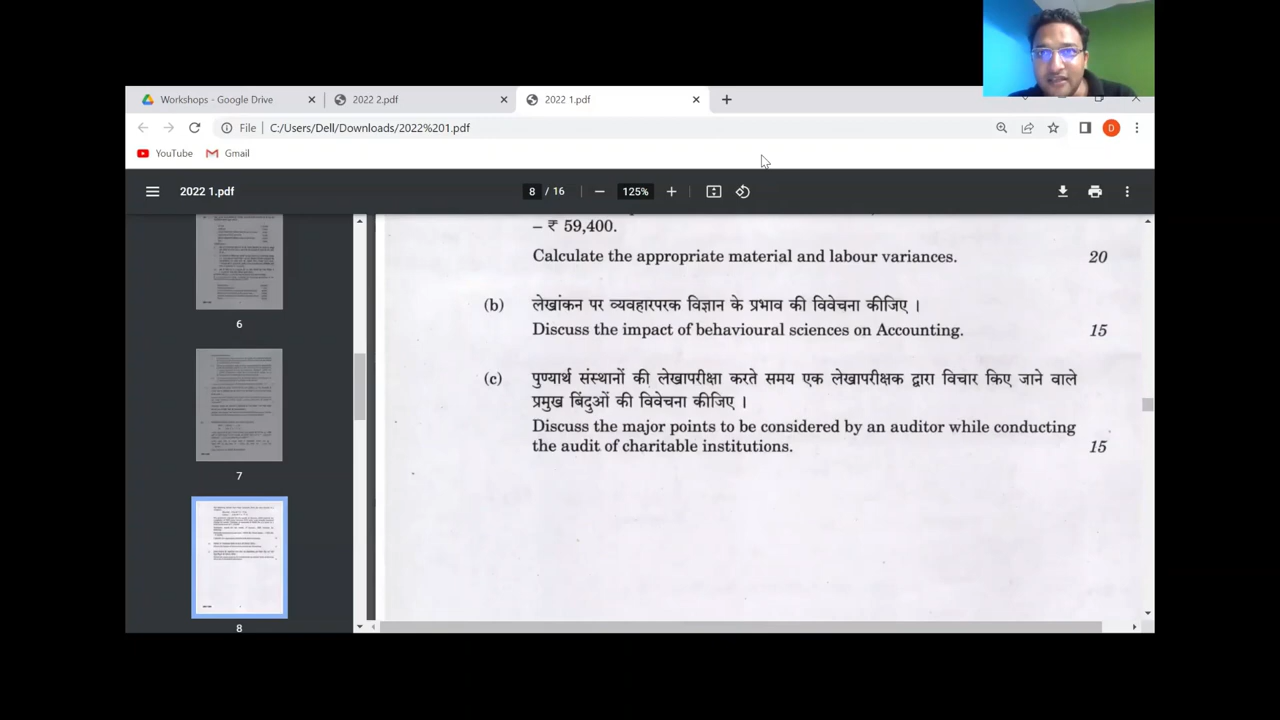 Workshops - Google Drive
2022 2.pdf
2022 1.pdf
File C:/Users/Dell/Downloads/2022%201.pdf
D
YouTube
Gmail
2022 1.pdf
8 / 16
125%
– ₹ 59,400.
Calculate the appropriate material and labour variances. 20
(b) लेखांकन पर व्यवहारपरक विज्ञान के प्रभाव की विवेचना कीजिए ।
Discuss the impact of behavioural sciences on Accounting. 15
(c) पुण्यार्थ संस्थानों की लेखापरीक्षा करते समय एक लेखापरीक्षक द्वारा विचार किए जाने वाले
प्रमुख बिंदुओं की विवेचना कीजिए ।
Discuss the major points to be considered by an auditor while conducting
the audit of charitable institutions. 15
6
7
8